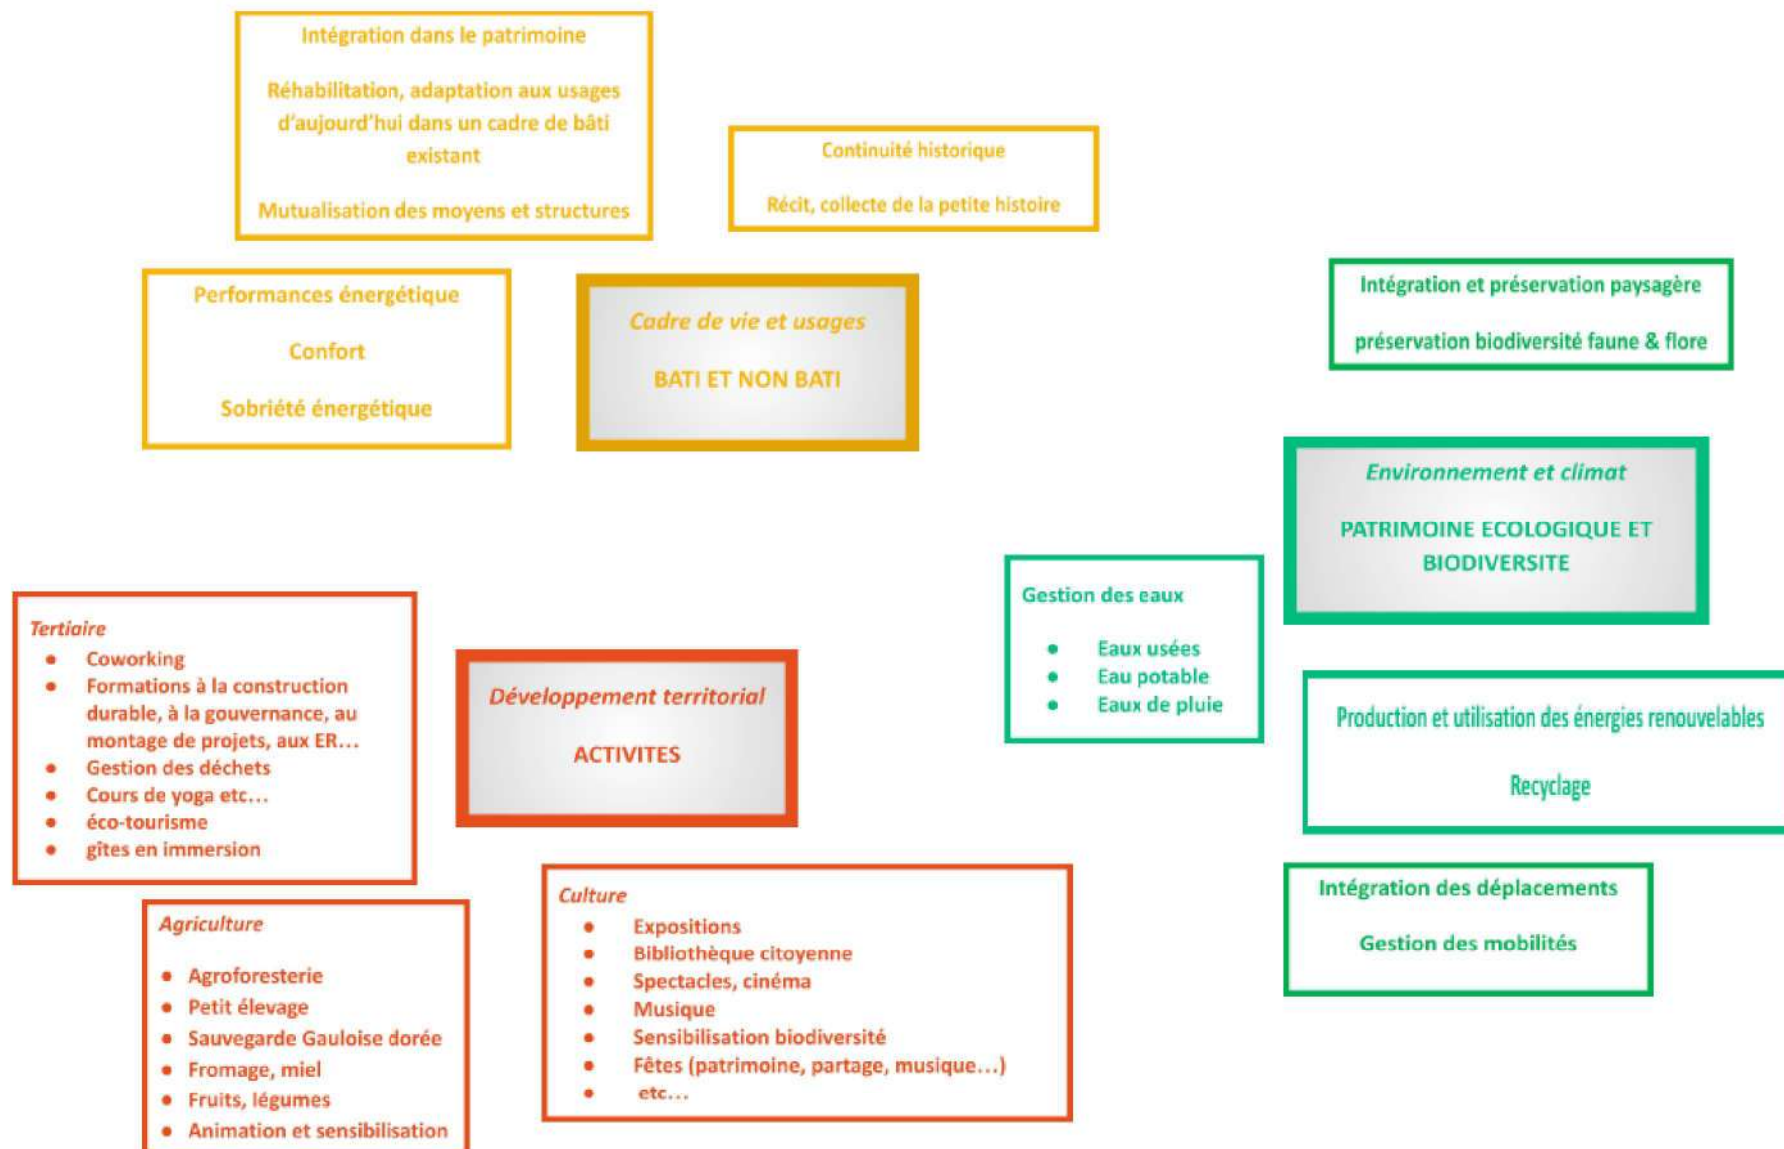 Intégration dans le patrimoine
Réhabilitation, adaptation aux usages
d'aujourd'hui dans un cadre de bâti
existant
Mutualisation des moyens et structures
Continuité historique
Récit, collecte de la petite histoire
Performances énergétique
Confort
Sobriété énergétique
Cadre de vie et usages
BATI ET NON BATI
Intégration et préservation paysagère
préservation biodiversité faune & flore
Environnement et climat
PATRIMOINE ECOLOGIQUE ET
BIODIVERSITE
Gestion des eaux
• Eaux usées
• Eau potable
• Eaux de pluie
Production et utilisation des énergies renouvelables
Recyclage
Intégration des déplacements
Gestion des mobilités
Tertiaire
• Coworking
• Formations à la construction
durable, à la gouvernance, au
montage de projets, aux ER...
• Gestion des déchets
• Cours de yoga etc...
• éco-tourisme
• gîtes en immersion
Développement territorial
ACTIVITES
Agriculture
• Agroforesterie
• Petit élevage
• Sauvegarde Gauloise dorée
• Fromage, miel
• Fruits, légumes
• Animation et sensibilisation
Culture
• Expositions
• Bibliothèque citoyenne
• Spectacles, cinéma
• Musique
• Sensibilisation biodiversité
• Fêtes (patrimoine, partage, musique...)
• etc...